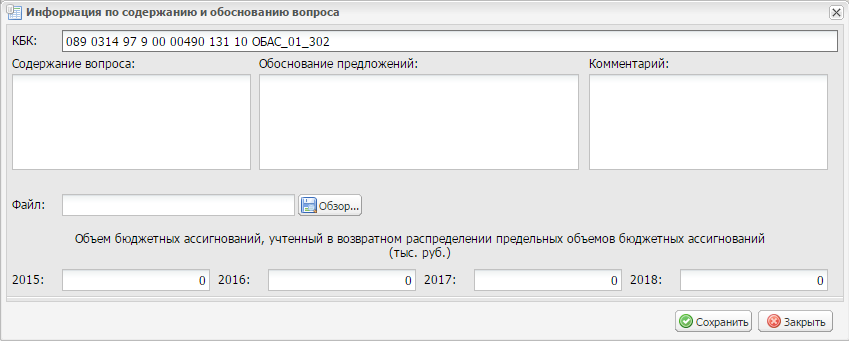 Информация по содержанию и обоснованию вопроса
КБК: 089 0314 97 9 00 00490 131 10 ОБАС_01_302
Содержание вопроса: Обоснование предложений: Комментарий:
Файл: Обзор...
Объем бюджетных ассигнований, учтенный в возвратном распределении предельных объемов бюджетных ассигнований
(тыс. руб.)
2015: 0 2016: 0 2017: 0 2018: 0
Сохранить Закрыть